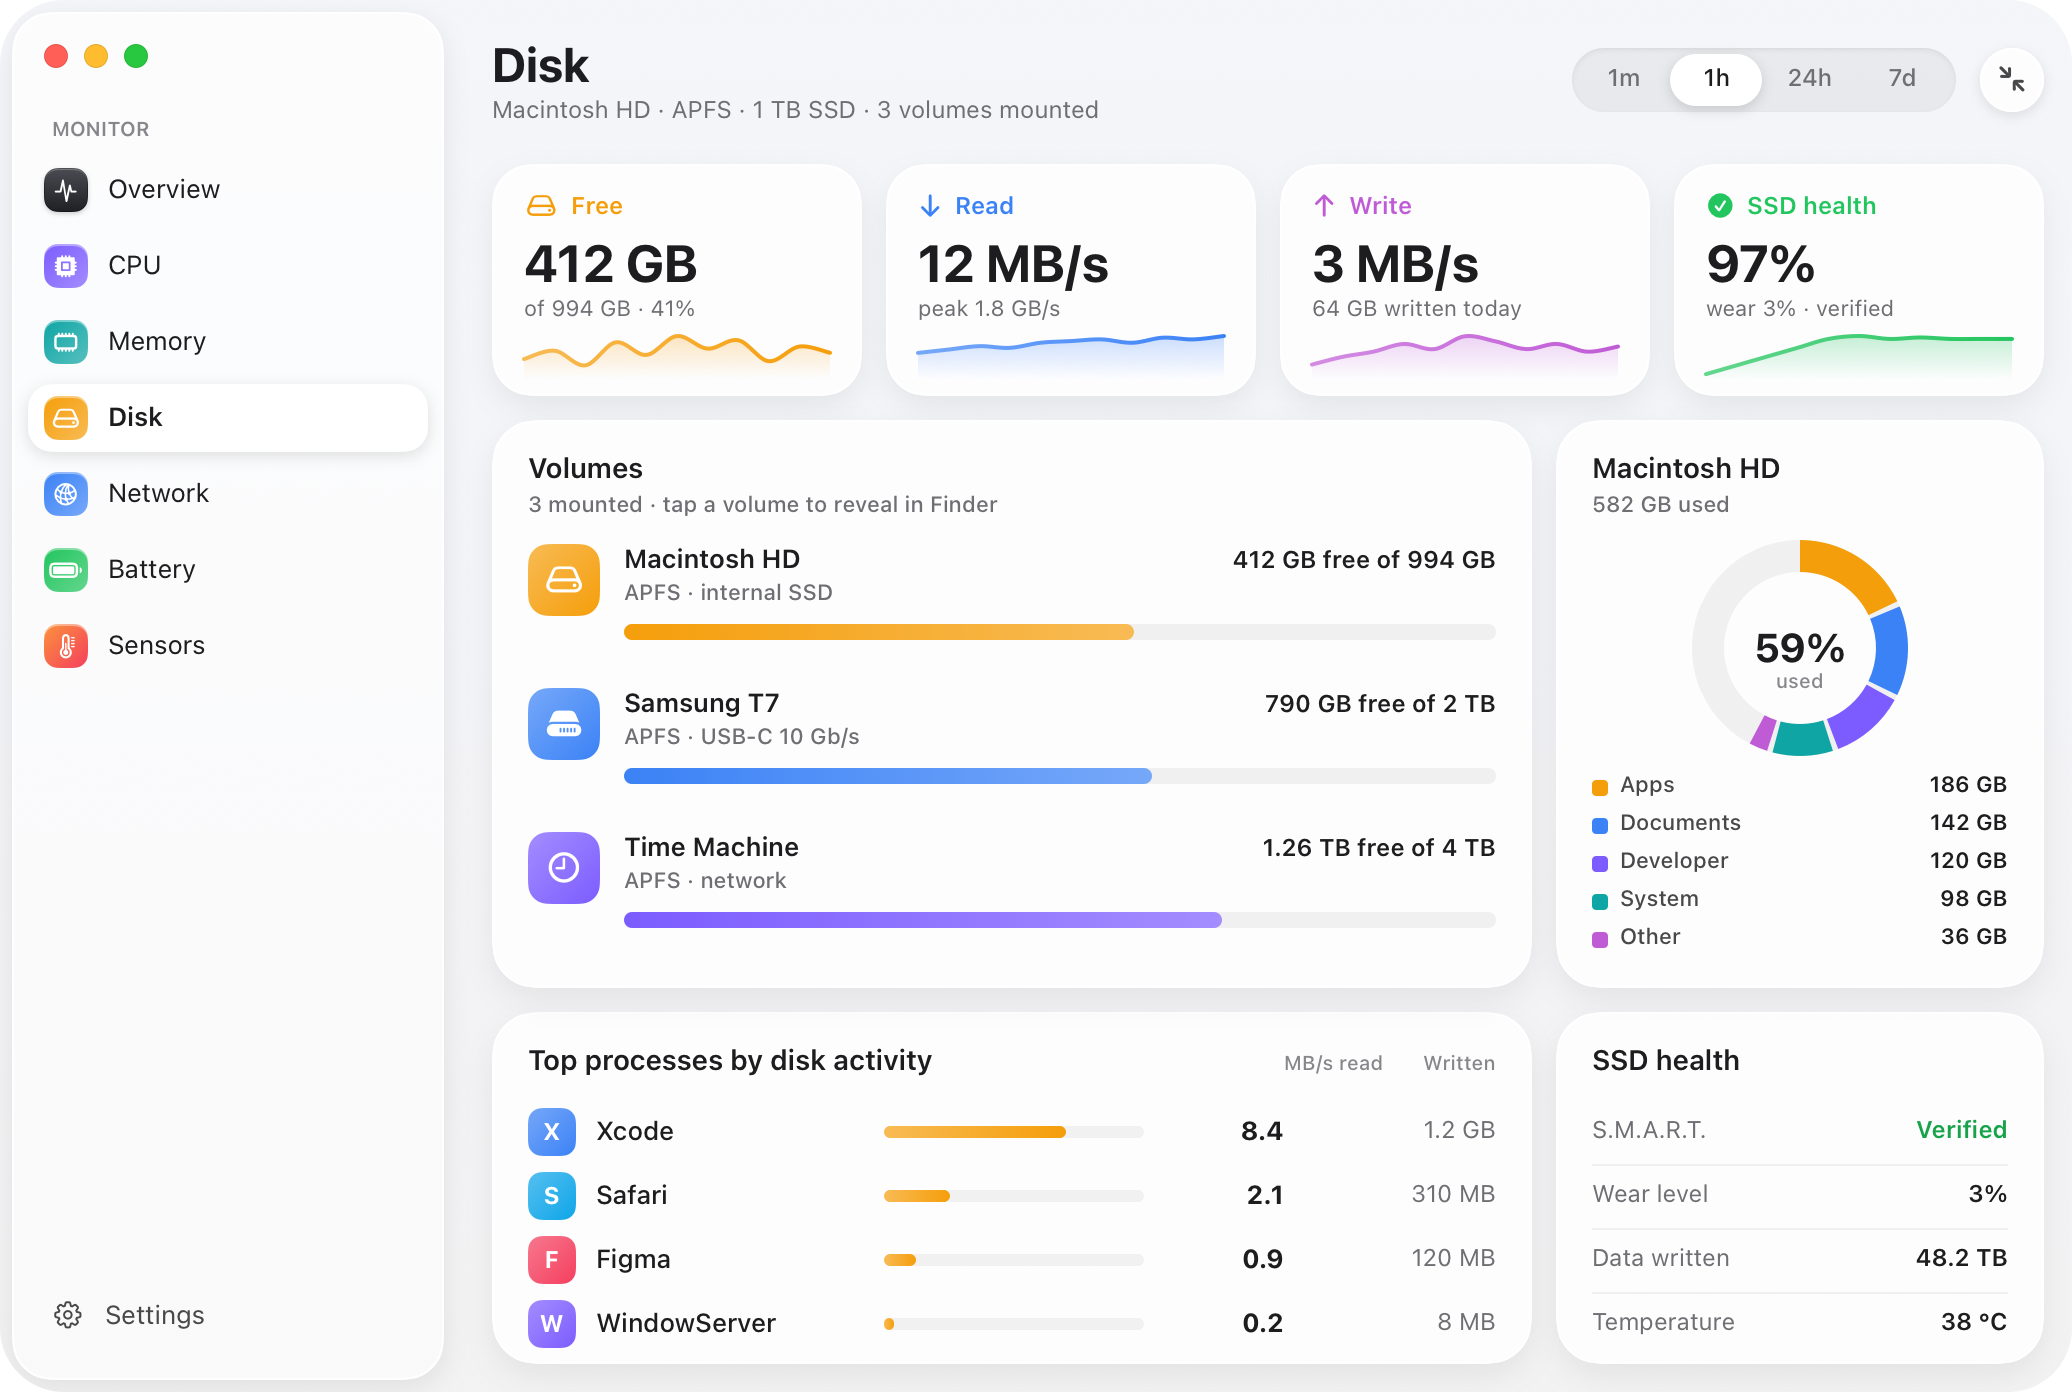 MONITOR
Overview
CPU
Memory
Disk
Network
Battery
Sensors
Settings
Disk
Macintosh HD · APFS · 1 TB SSD · 3 volumes mounted
1m 1h 24h 7d
Free
412 GB
of 994 GB · 41%
Read
12 MB/s
peak 1.8 GB/s
Write
3 MB/s
64 GB written today
SSD health
97%
wear 3% · verified
Volumes
3 mounted · tap a volume to reveal in Finder
Macintosh HD 412 GB free of 994 GB
APFS · internal SSD
Samsung T7 790 GB free of 2 TB
APFS · USB-C 10 Gb/s
Time Machine 1.26 TB free of 4 TB
APFS · network
Macintosh HD
582 GB used
59%
used
Apps 186 GB
Documents 142 GB
Developer 120 GB
System 98 GB
Other 36 GB
Top processes by disk activity MB/s read Written
X Xcode 8.4 1.2 GB
S Safari 2.1 310 MB
F Figma 0.9 120 MB
W WindowServer 0.2 8 MB
SSD health
S.M.A.R.T. Verified
Wear level 3%
Data written 48.2 TB
Temperature 38 °C